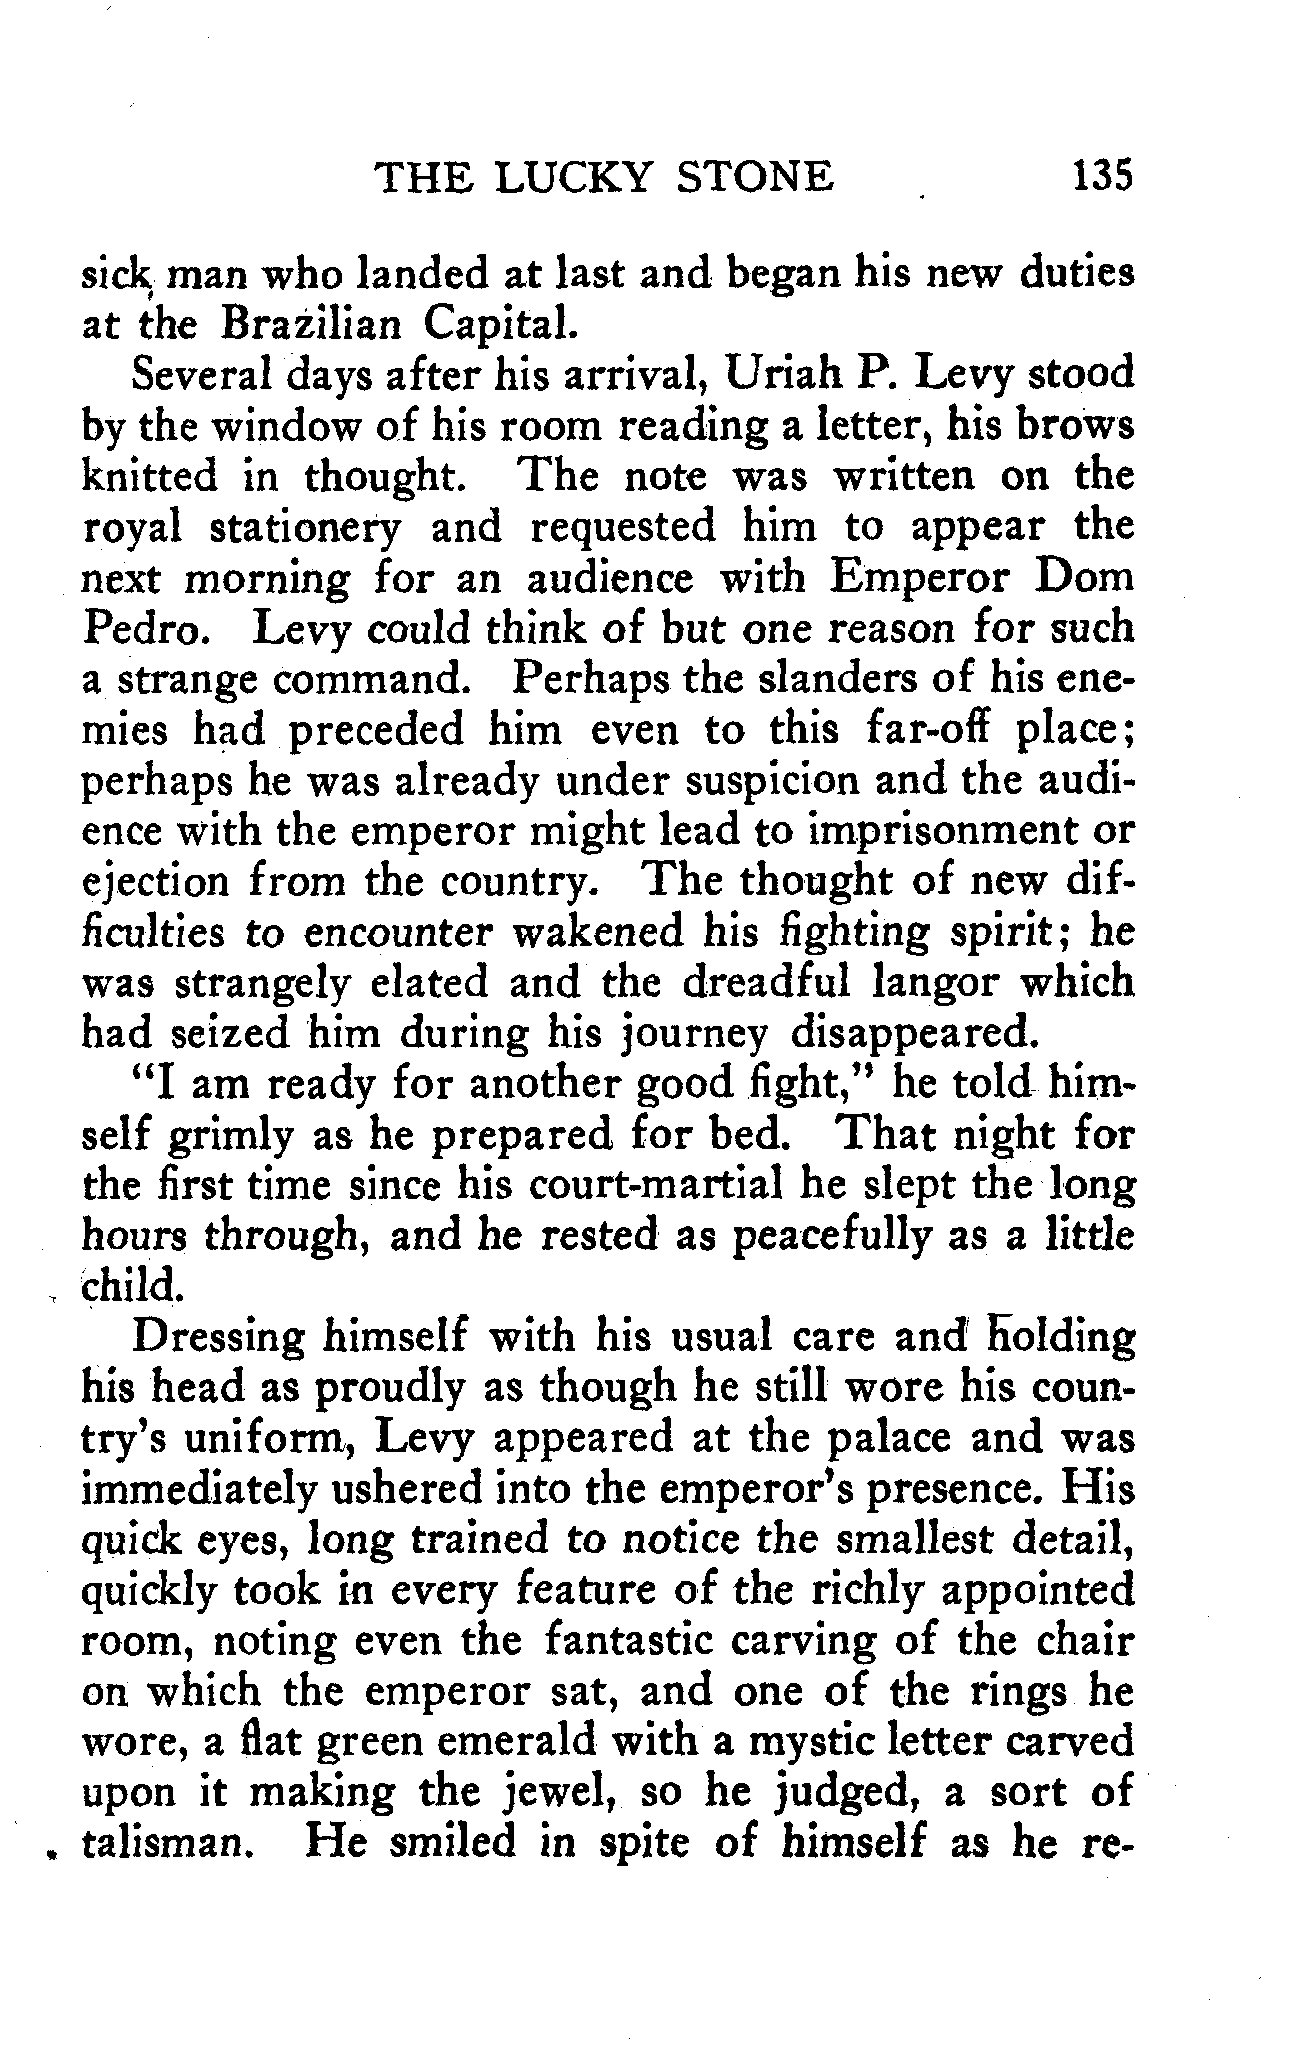 THE LUCKY STONE 135
sick man who landed at last and began his new duties
at the Brazilian Capital.
Several days after his arrival, Uriah P. Levy stood
by the window of his room reading a letter, his brows
knitted in thought. The note was written on the
royal stationery and requested him to appear the
next morning for an audience with Emperor Dom
Pedro. Levy could think of but one reason for such
a strange command. Perhaps the slanders of his ene-
mies had preceded him even to this far-off place;
perhaps he was already under suspicion and the audi-
ence with the emperor might lead to imprisonment or
ejection from the country. The thought of new dif-
ficulties to encounter wakened his fighting spirit; he
was strangely elated and the dreadful langor which
had seized him during his journey disappeared.
"I am ready for another good fight," he told him-
self grimly as he prepared for bed. That night for
the first time since his court-martial he slept the long
hours through, and he rested as peacefully as a little
child.
Dressing himself with his usual care and holding
his head as proudly as though he still wore his coun-
try's uniform, Levy appeared at the palace and was
immediately ushered into the emperor's presence. His
quick eyes, long trained to notice the smallest detail,
quickly took in every feature of the richly appointed
room, noting even the fantastic carving of the chair
on which the emperor sat, and one of the rings he
wore, a flat green emerald with a mystic letter carved
upon it making the jewel, so he judged, a sort of
talisman. He smiled in spite of himself as he re-